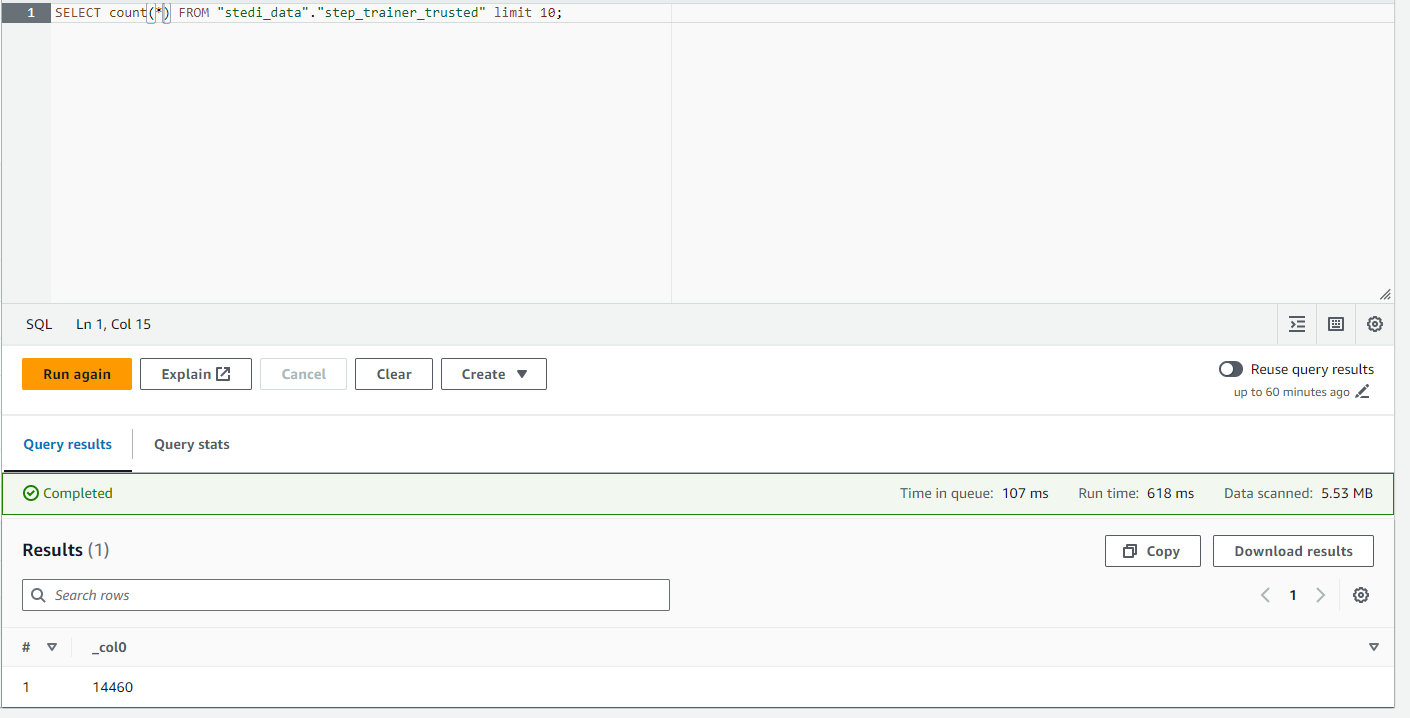 1 SELECT count(*) FROM "stedi_data"."step_trainer_trusted" limit 10;
SQL Ln 1, Col 15
Run again Explain Cancel Clear Create Reuse query results
up to 60 minutes ago
Query results Query stats
Completed Time in queue: 107 ms Run time: 618 ms Data scanned: 5.53 MB
Results (1) Copy Download results
Search rows 1
# _col0
1 14460